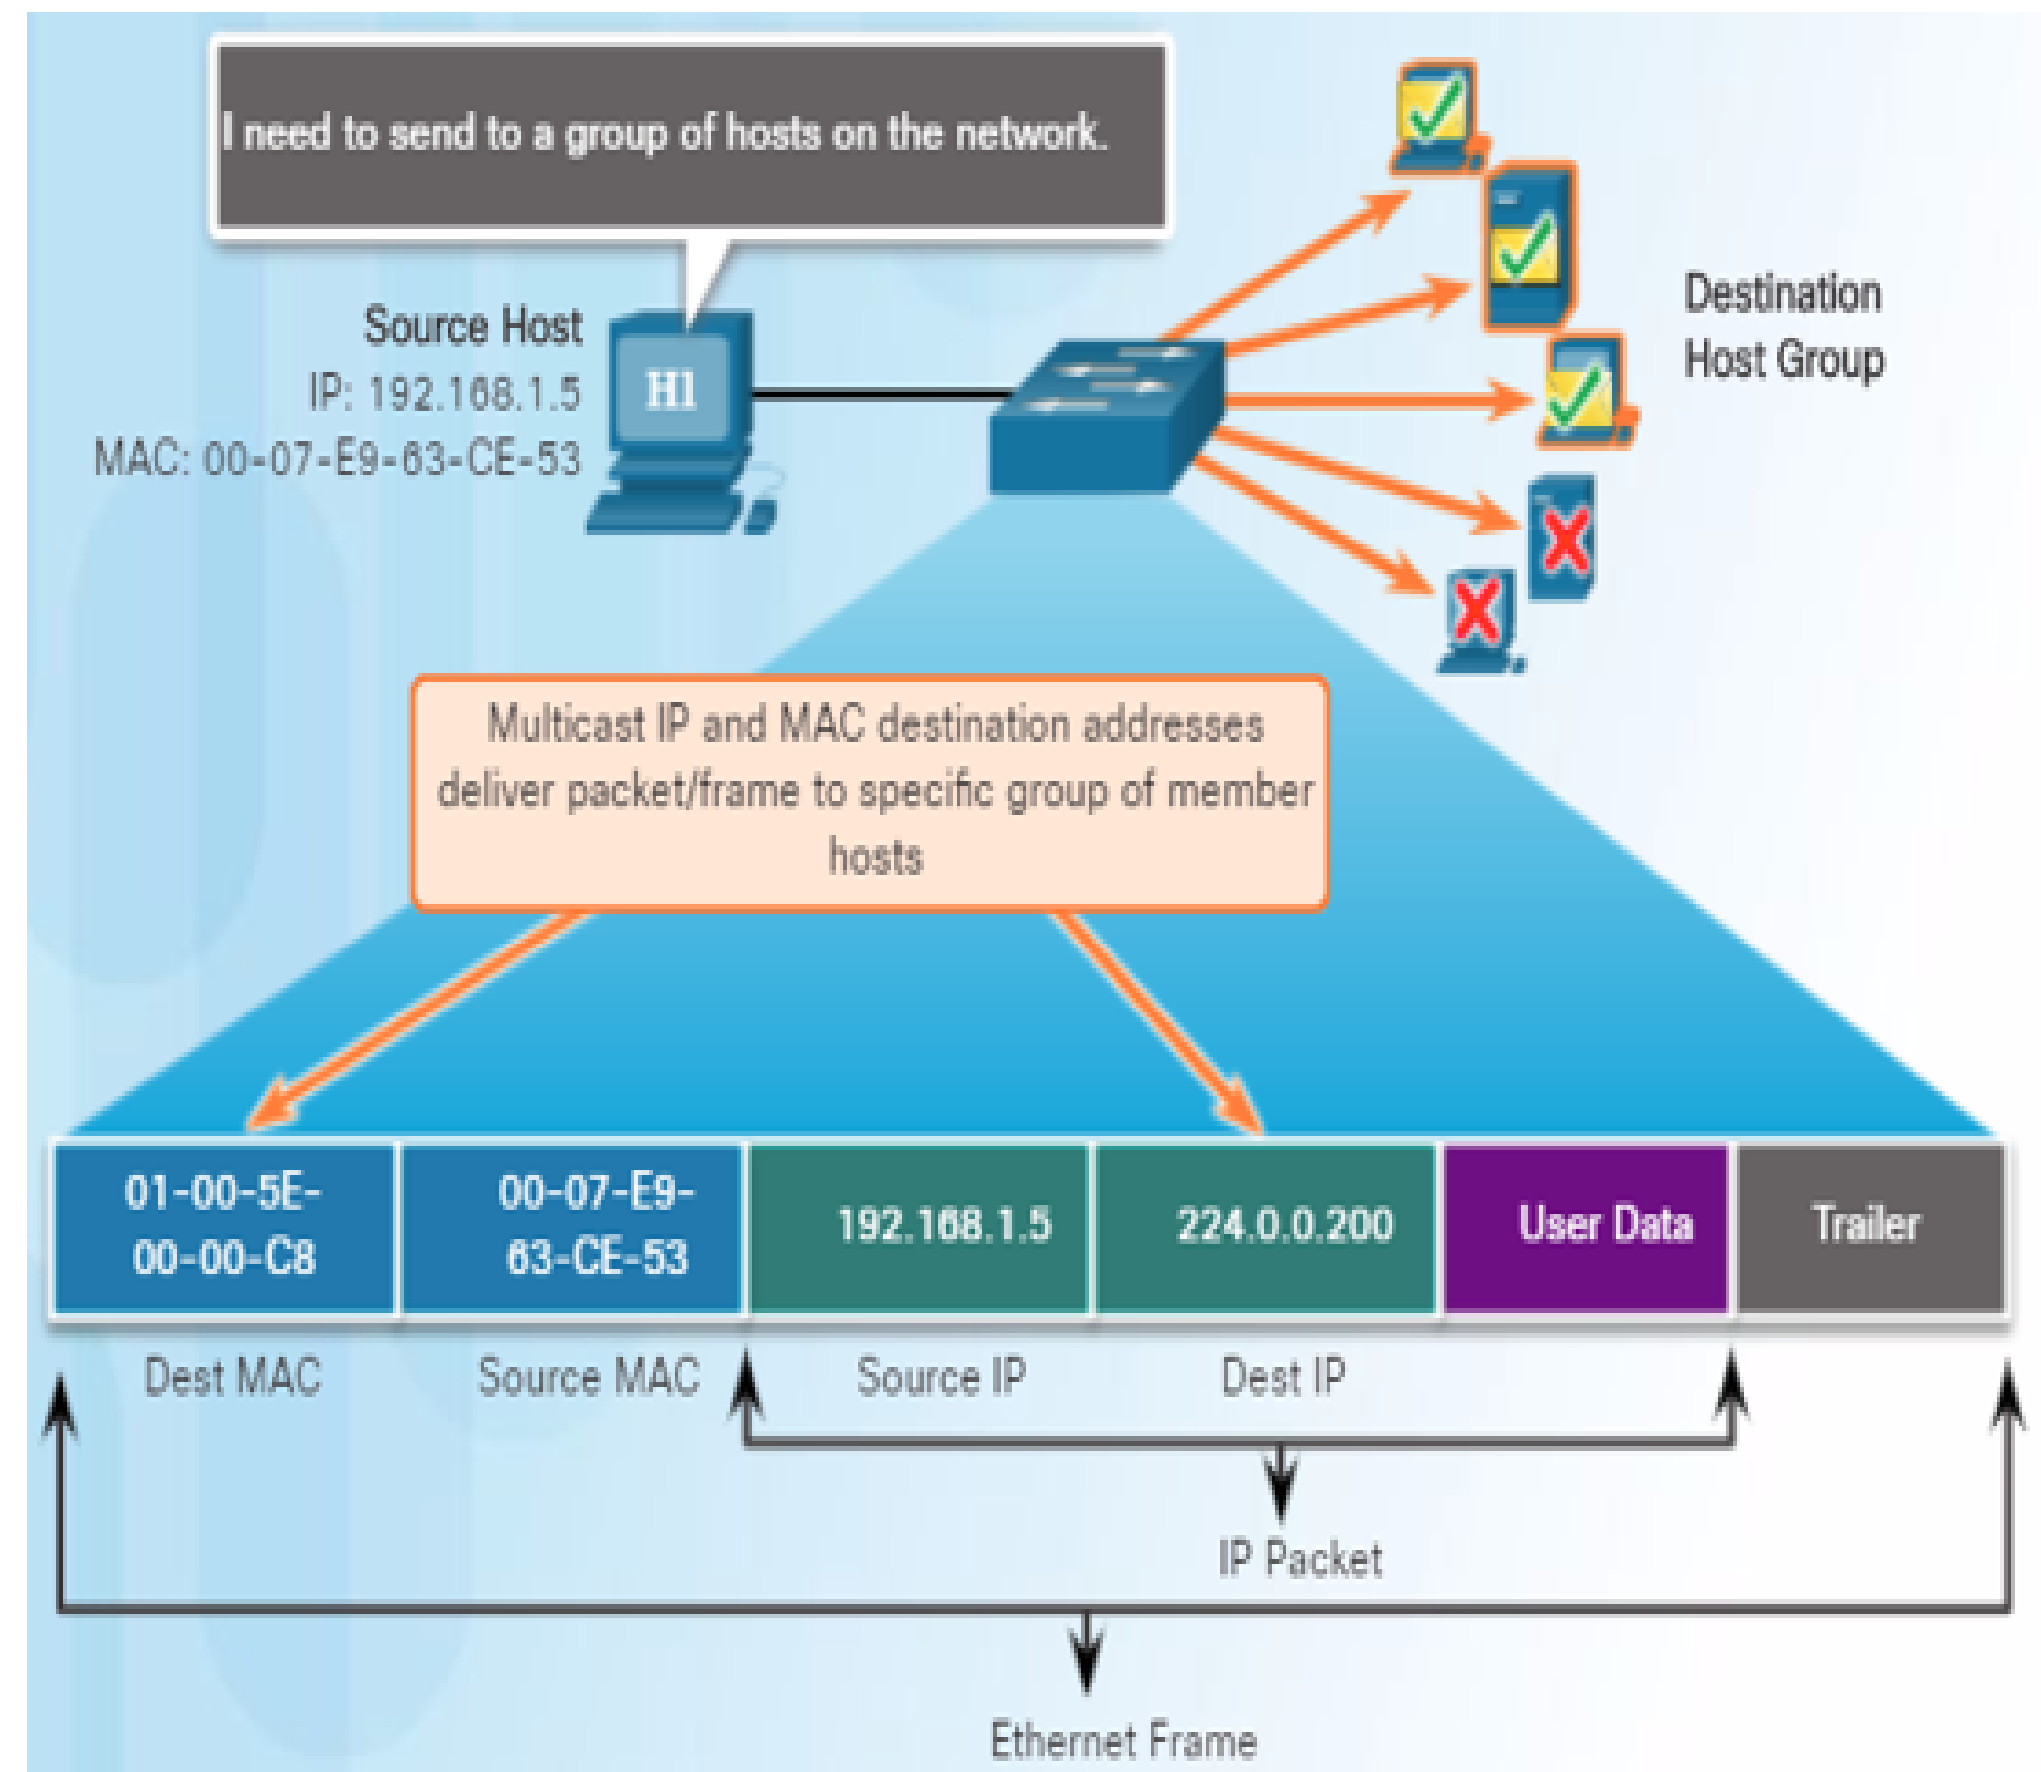 I need to send to a group of hosts on the network.
Source Host
IP: 192.168.1.5
MAC: 00-07-E9-63-CE-53
H1
Destination
Host Group
Multicast IP and MAC destination addresses
deliver packet/frame to specific group of member
hosts
01-00-5E-
00-00-C8
00-07-E9-
63-CE-53
192.168.1.5
224.0.0.200
User Data
Trailer
Dest MAC
Source MAC
Source IP
Dest IP
IP Packet
Ethernet Frame